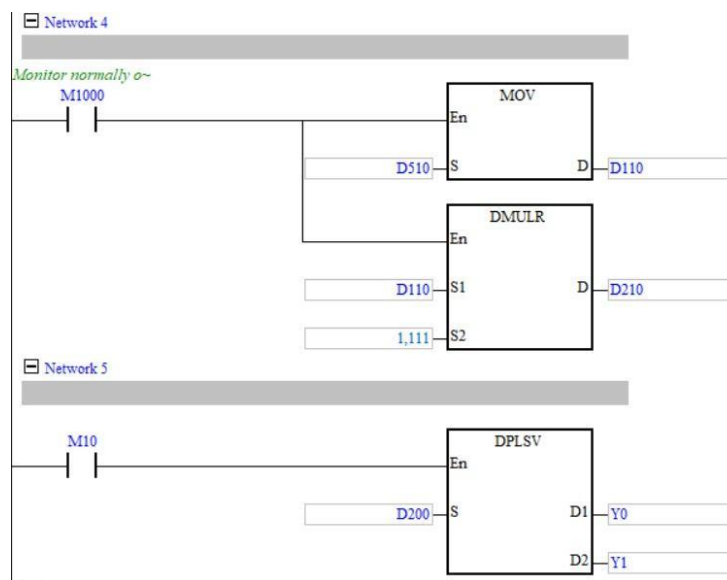 Network 4
Monitor normally o~
M1000
MOV
En
D510 S D D110
DMULR
En
D110 S1 D D210
1,111 S2
Network 5
M10
DPLSV
En
D200 S D1 Y0
D2 Y1